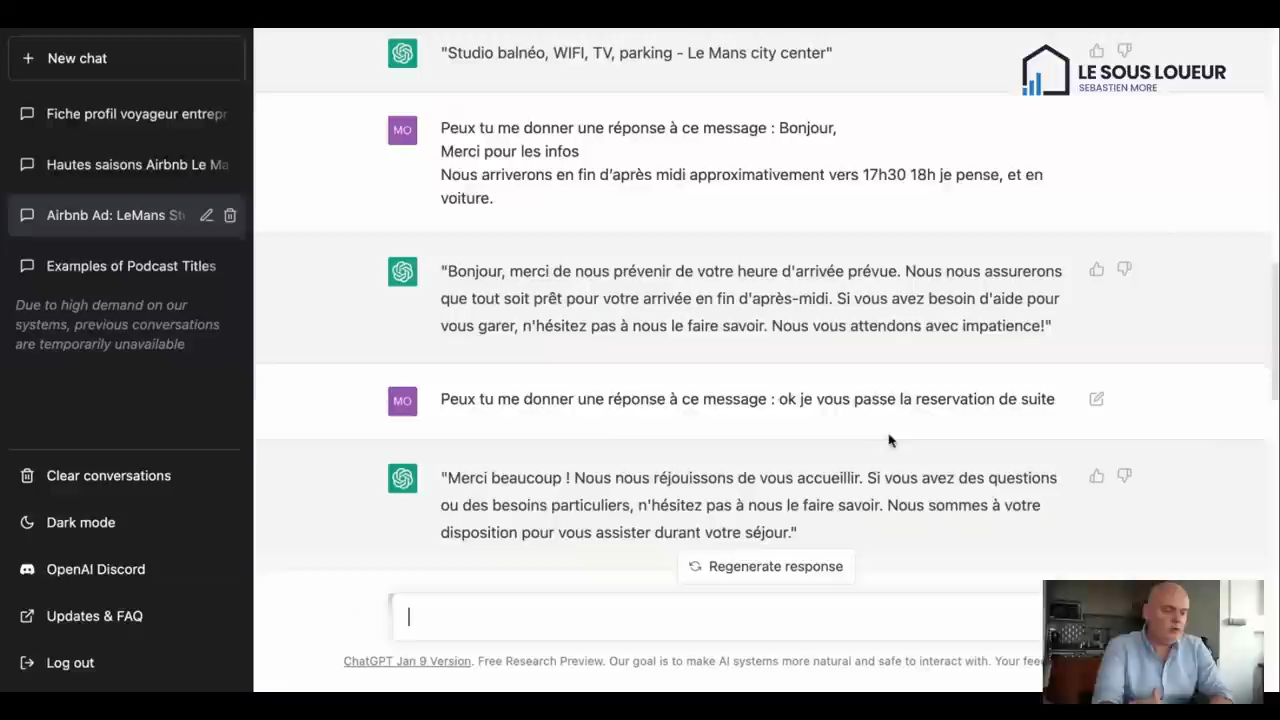 New chat
Fiche profil voyageur entrepr
Hautes saisons Airbnb Le Ma
Airbnb Ad: LeMans Stu
Examples of Podcast Titles
Due to high demand on our
systems, previous conversations
are temporarily unavailable
Clear conversations
Dark mode
OpenAI Discord
Updates & FAQ
Log out
"Studio balnéo, WIFI, TV, parking - Le Mans city center"
LE SOUS LOUEUR
SEBASTIEN MORE
MO
Peux tu me donner une réponse à ce message : Bonjour,
Merci pour les infos
Nous arriverons en fin d'après midi approximativement vers 17h30 18h je pense, et en
voiture.
"Bonjour, merci de nous prévenir de votre heure d'arrivée prévue. Nous nous assurerons
que tout soit prêt pour votre arrivée en fin d'après-midi. Si vous avez besoin d'aide pour
vous garer, n'hésitez pas à nous le faire savoir. Nous vous attendons avec impatience!"
MO
Peux tu me donner une réponse à ce message : ok je vous passe la reservation de suite
"Merci beaucoup ! Nous nous réjouissons de vous accueillir. Si vous avez des questions
ou des besoins particuliers, n'hésitez pas à nous le faire savoir. Nous sommes à votre
disposition pour vous assister durant votre séjour."
Regenerate response
ChatGPT Jan 9 Version. Free Research Preview. Our goal is to make AI systems more natural and safe to interact with. Your fee